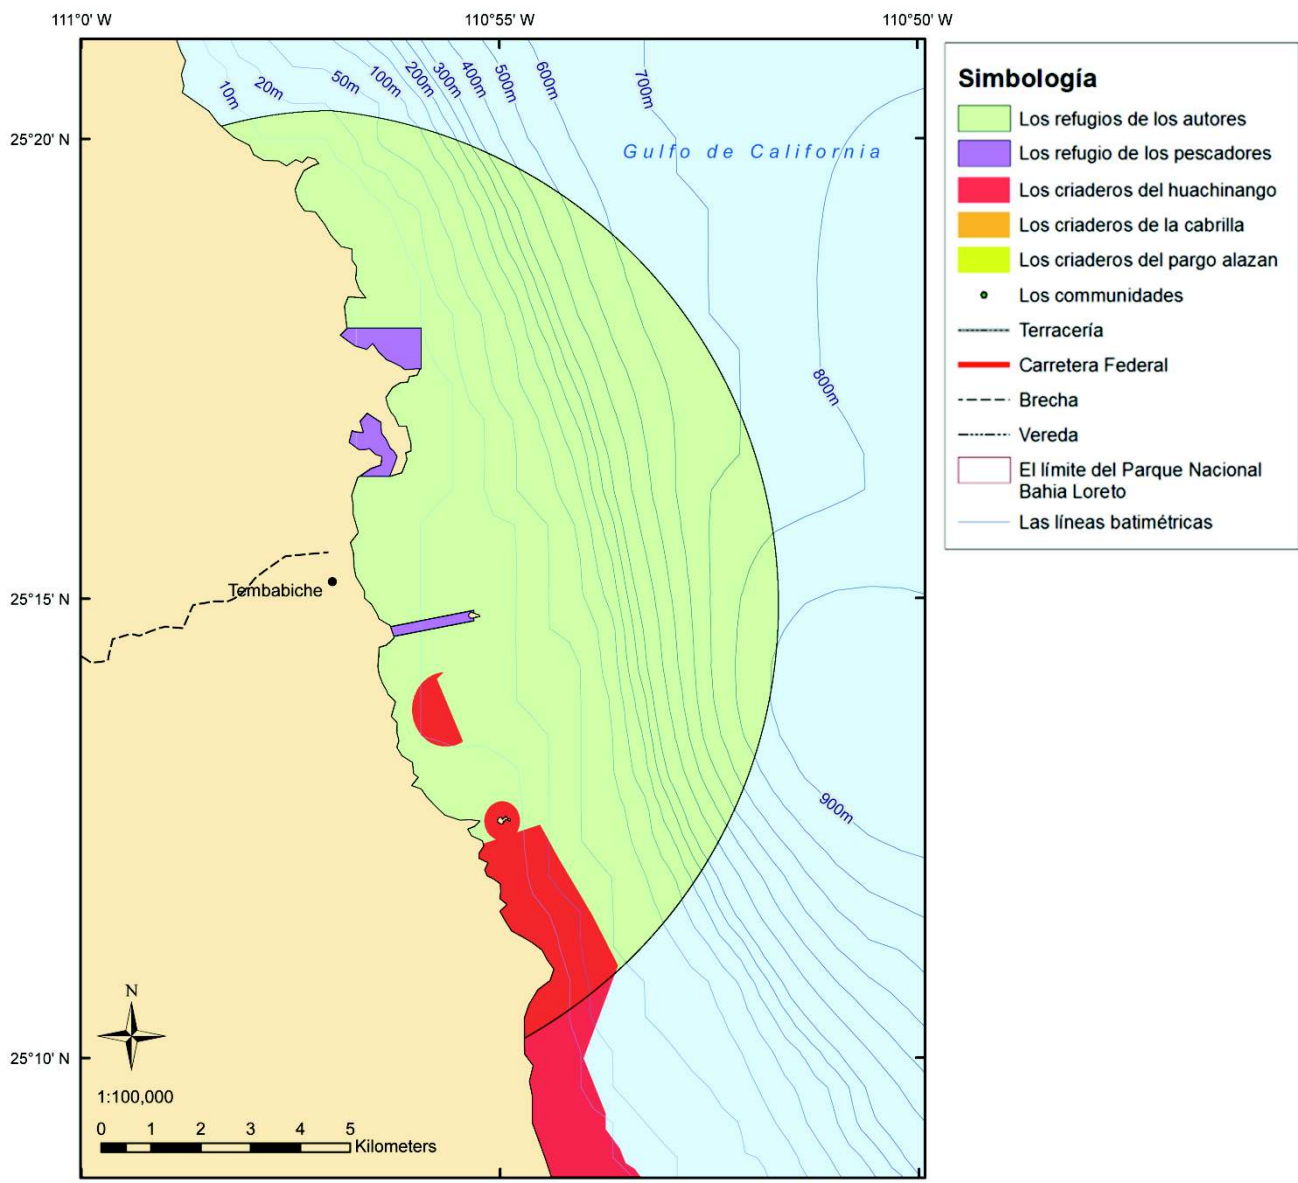 111°0' W
110°55' W
110°50' W
10m
20m
50m
100m
200m
300m
400m
500m
600m
700m
25°20' N
Gulfo de California
800m
25°15' N
Tembabiche
900m
25°10' N
N
1:100,000
0 1 2 3 4 5
Kilometers
Simbología
Los refugios de los autores
Los refugio de los pescadores
Los criaderos del huachinango
Los criaderos de la cabrilla
Los criaderos del pargo alazan
Los communidades
Terracería
Carretera Federal
Brecha
Vereda
El límite del Parque Nacional
Bahia Loreto
Las líneas batimétricas